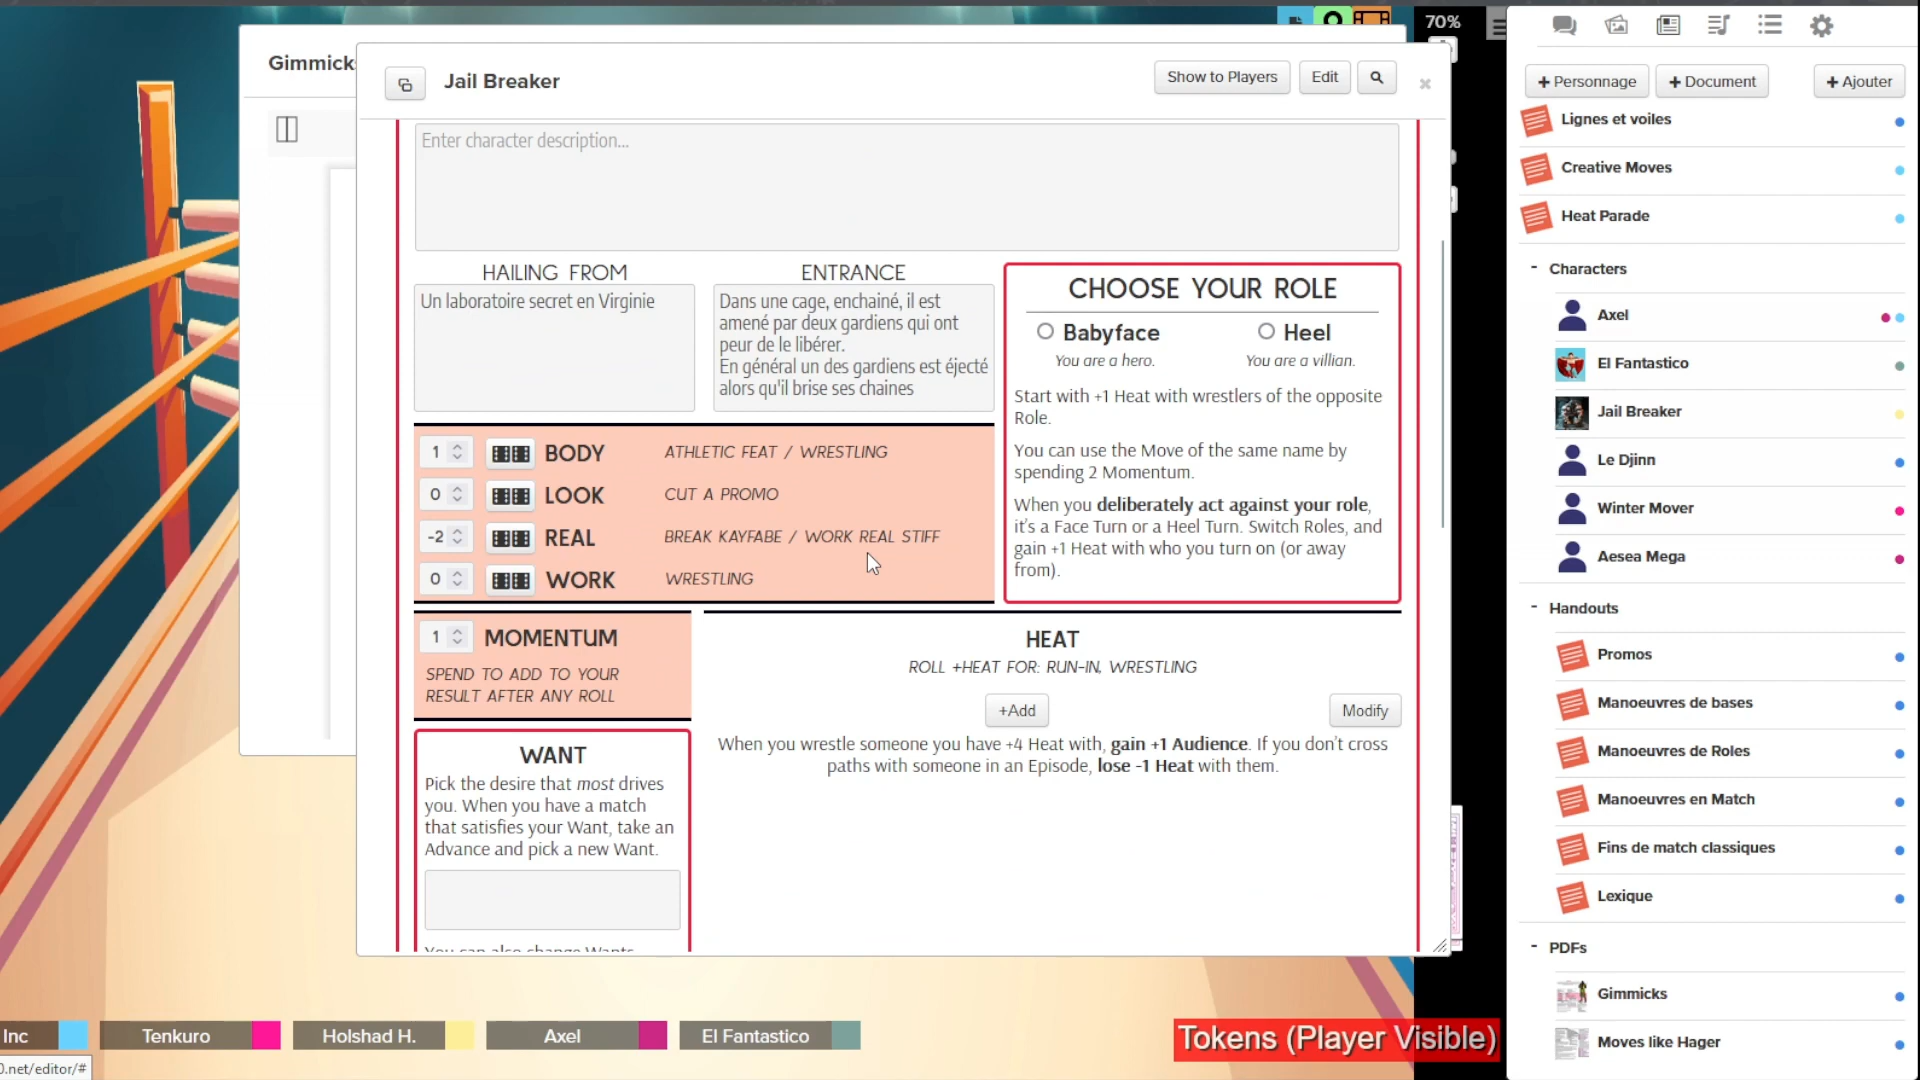 70%
Gimmick
Jail Breaker
Show to Players
Edit
Enter character description...
HAILING FROM
Un laboratoire secret en Virginie
ENTRANCE
Dans une cage, enchainé, il est
amené par deux gardiens qui ont
peur de le libérer.
En général un des gardiens est éjecté
alors qu'il brise ses chaines
CHOOSE YOUR ROLE
Babyface
Heel
You are a hero.
You are a villian.
Start with +1 Heat with wrestlers of the opposite
Role.
You can use the Move of the same name by
spending 2 Momentum.
When you deliberately act against your role,
it's a Face Turn or a Heel Turn. Switch Roles, and
gain +1 Heat with who you turn on (or away
from).
1 BODY ATHLETIC FEAT / WRESTLING
0 LOOK CUT A PROMO
-2 REAL BREAK KAYFABE / WORK REAL STIFF
0 WORK WRESTLING
1 MOMENTUM
SPEND TO ADD TO YOUR
RESULT AFTER ANY ROLL
HEAT
ROLL +HEAT FOR: RUN-IN, WRESTLING
+Add
Modify
When you wrestle someone you have +4 Heat with, gain +1 Audience. If you don't cross
paths with someone in an Episode, lose -1 Heat with them.
WANT
Pick the desire that most drives
you. When you have a match
that satisfies your Want, take an
Advance and pick a new Want.
You can also change Wants
+ Personnage
+ Document
+ Ajouter
Lignes et voiles
Creative Moves
Heat Parade
- Characters
Axel
El Fantastico
Jail Breaker
Le Djinn
Winter Mover
Aesea Mega
- Handouts
Promos
Manoeuvres de bases
Manoeuvres de Roles
Manoeuvres en Match
Fins de match classiques
Lexique
- PDFs
Gimmicks
Moves like Hager
Inc
Tenkuro
Holshad H.
Axel
El Fantastico
Tokens (Player Visible)
0.net/editor/#